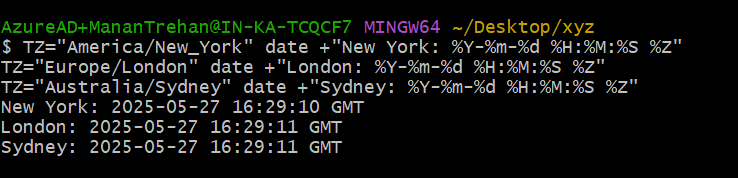 AzureAD+MananTrehan@IN-KA-TCQCF7 MINGW64 ~/Desktop/xyz
$ TZ="America/New_York" date +"New York: %Y-%m-%d %H:%M:%S %Z"
TZ="Europe/London" date +"London: %Y-%m-%d %H:%M:%S %Z"
TZ="Australia/Sydney" date +"Sydney: %Y-%m-%d %H:%M:%S %Z"
New York: 2025-05-27 16:29:10 GMT
London: 2025-05-27 16:29:11 GMT
Sydney: 2025-05-27 16:29:11 GMT